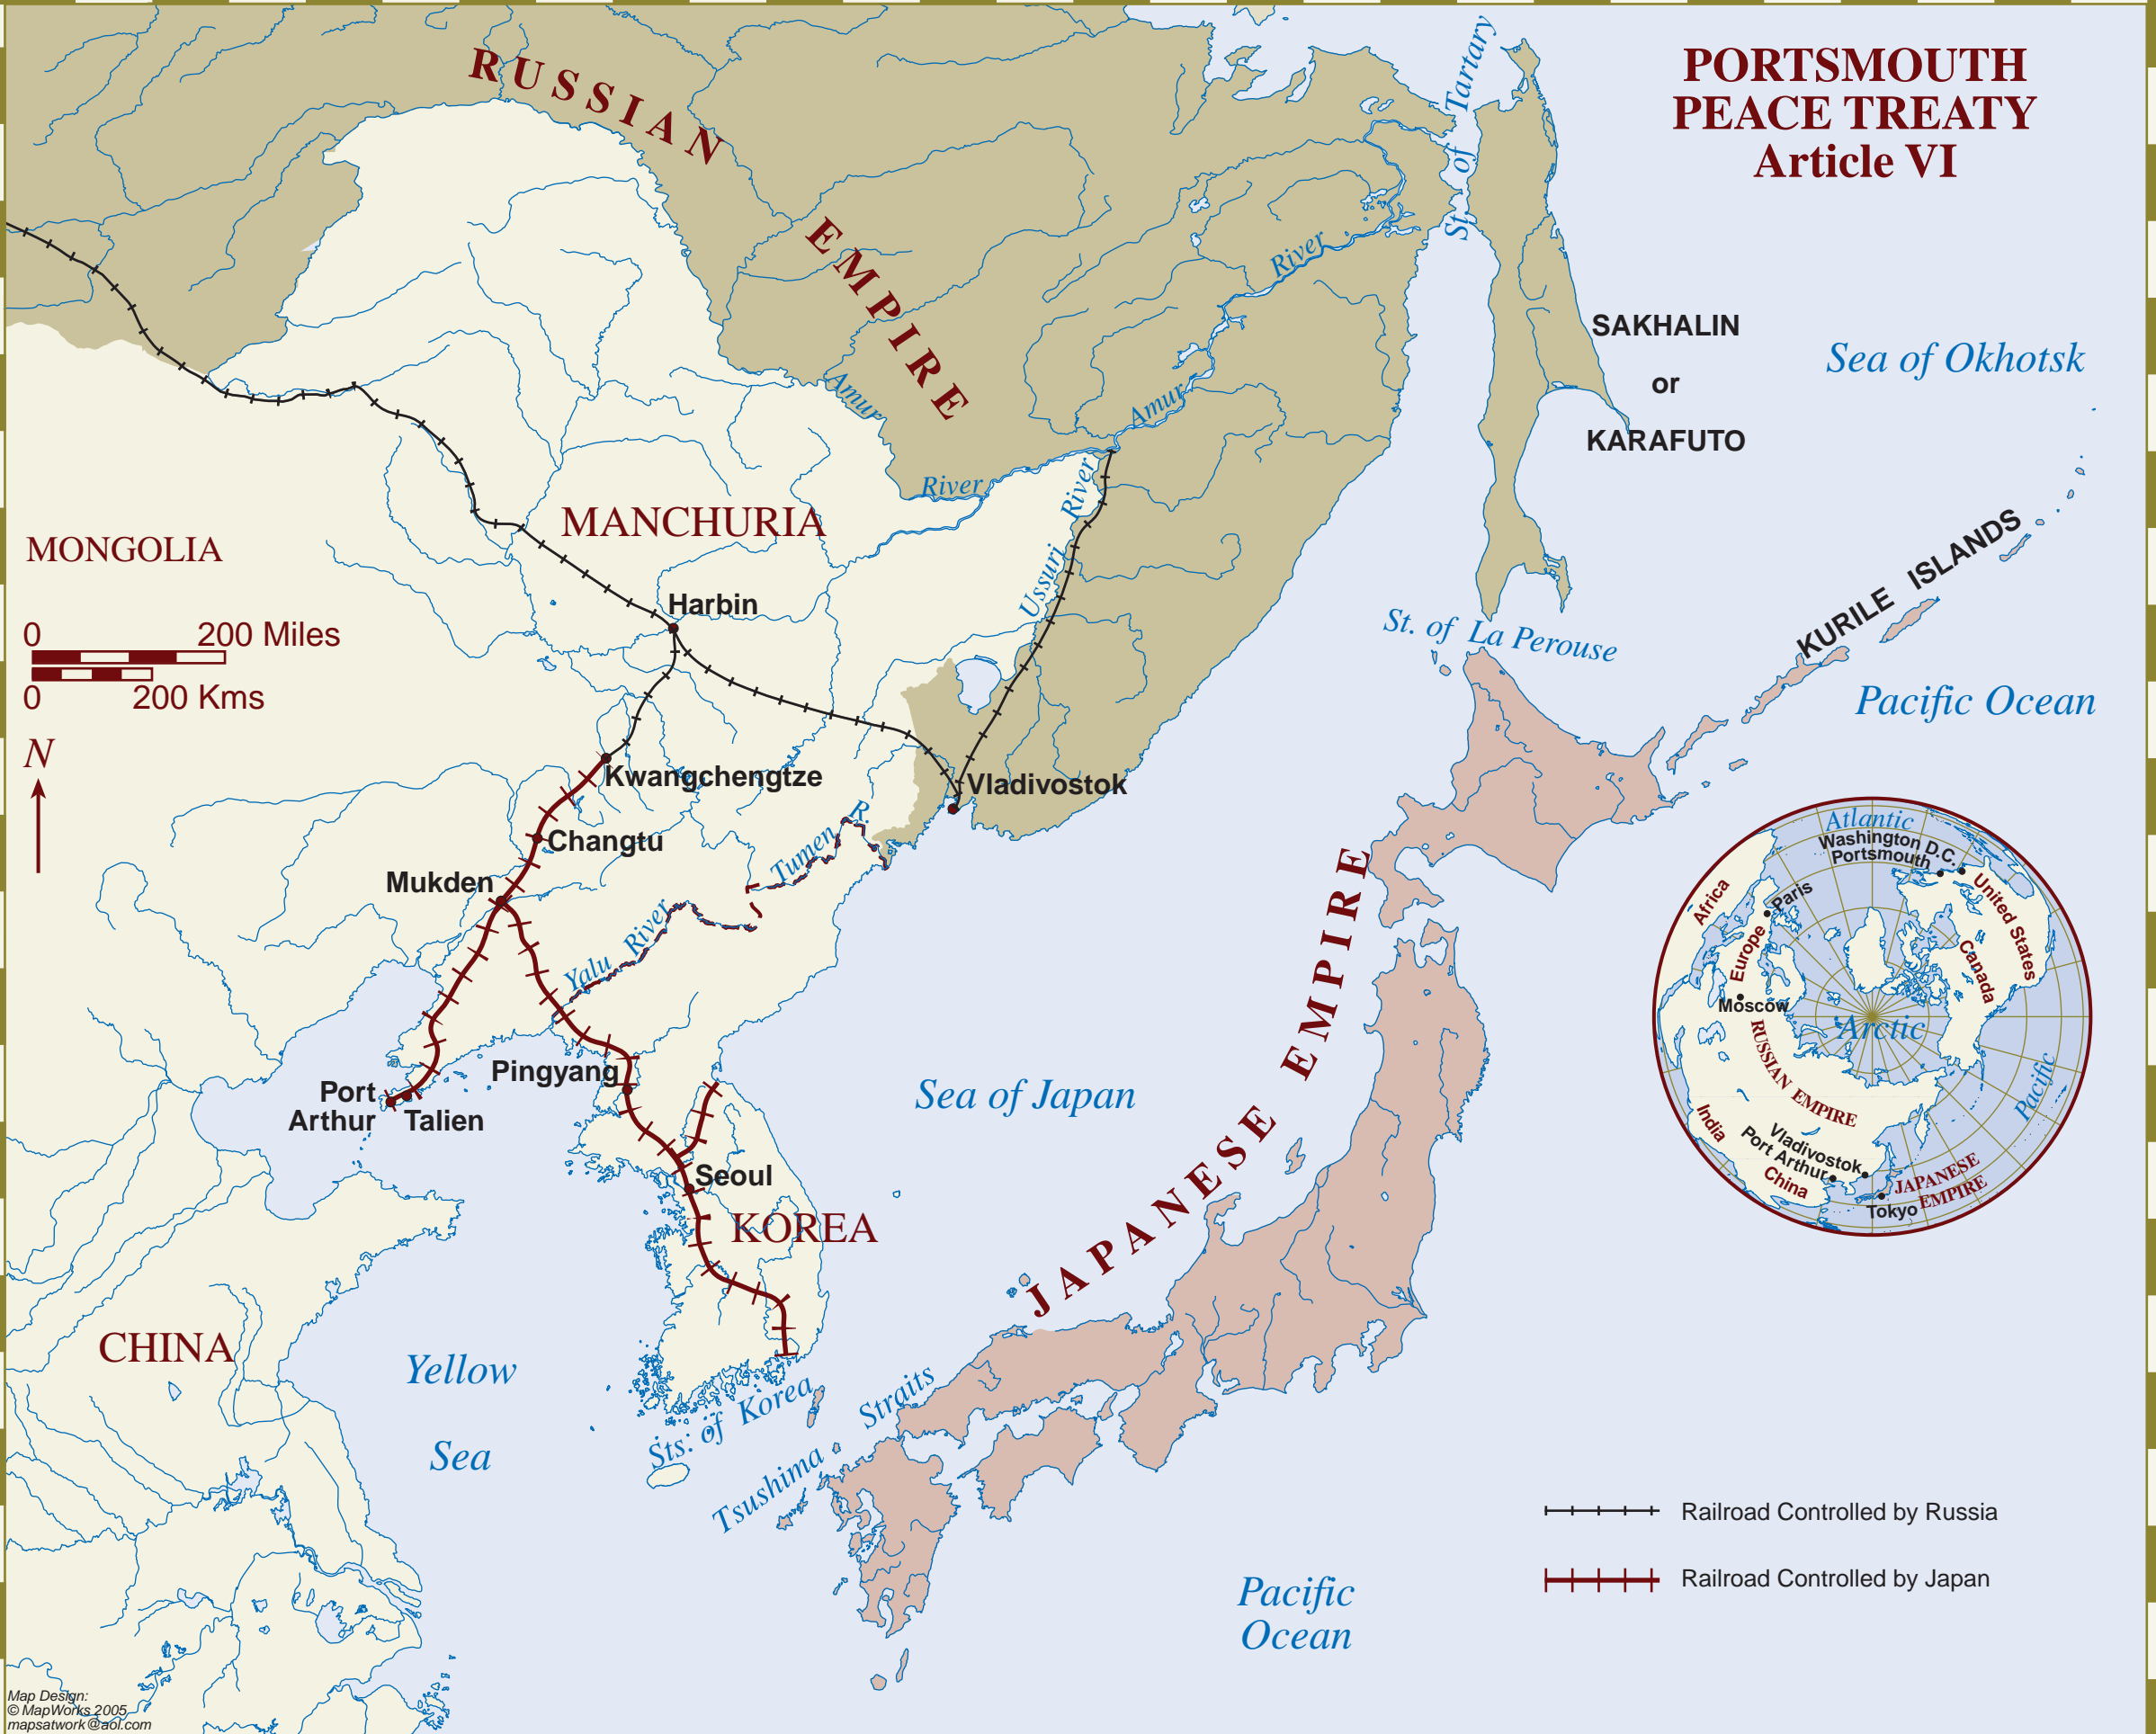 PORTSMOUTH
PEACE TREATY
Article VI
RUSSIAN
EMPIRE
St. of Tartary
River
Amur
Amur
River
Ussuri River
SAKHALIN
or
KARAFUTO
Sea of Okhotsk
MANCHURIA
MONGOLIA
KURILE ISLANDS
Harbin
0 200 Miles
0 200 Kms
N
St. of La Perouse
Pacific Ocean
Kwangchengtze
Vladivostok
Changtu
Tumen R.
Mukden
Yalu River
Pingyang
Port
Arthur
Talien
Sea of Japan
JAPANESE EMPIRE
Seoul
KOREA
CHINA
Yellow
Sea
Sts. of Korea
Tsushima Straits
Atlantic
Washington D.C.
Portsmouth
Africa
Paris
United States
Europe
Canada
Moscow
Arctic
RUSSIAN EMPIRE
Pacific
India
Vladivostok
Port Arthur
China
JAPANESE
EMPIRE
Tokyo
Railroad Controlled by Russia
Railroad Controlled by Japan
Pacific
Ocean
Map Design:
© MapWorks 2005
mapsatwork@aol.com